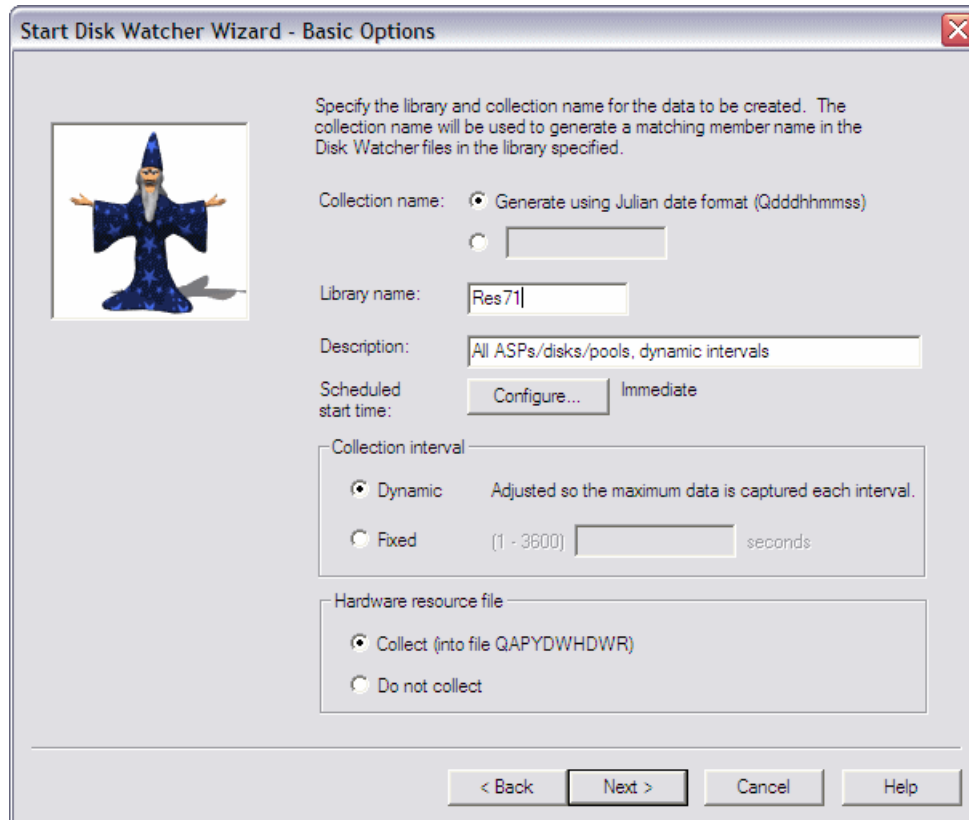 Start Disk Watcher Wizard - Basic Options
Specify the library and collection name for the data to be created.  The
collection name will be used to generate a matching member name in the
Disk Watcher files in the library specified.
Collection name: Generate using Julian date format (Qdddhhmmss)
Library name: Res71
Description: All ASPs/disks/pools, dynamic intervals
Scheduled
start time: Configure... Immediate
Collection interval
Dynamic Adjusted so the maximum data is captured each interval.
Fixed (1 - 3600) seconds
Hardware resource file
Collect (into file QAPYDWHDWR)
Do not collect
< Back Next > Cancel Help